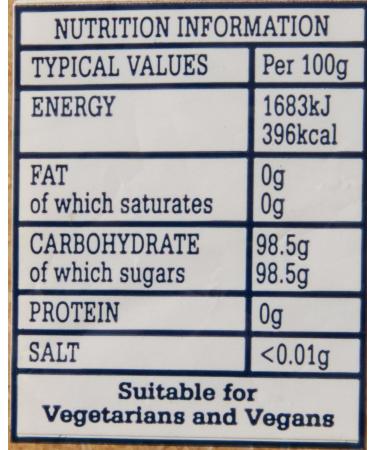 NUTRITION INFORMATION
TYPICAL VALUES Per 100g
ENERGY 1683kJ
396kcal
FAT 0g
of which saturates 0g
CARBOHYDRATE 98.5g
of which sugars 98.5g
PROTEIN 0g
SALT <0.01g
Suitable for
Vegetarians and Vegans